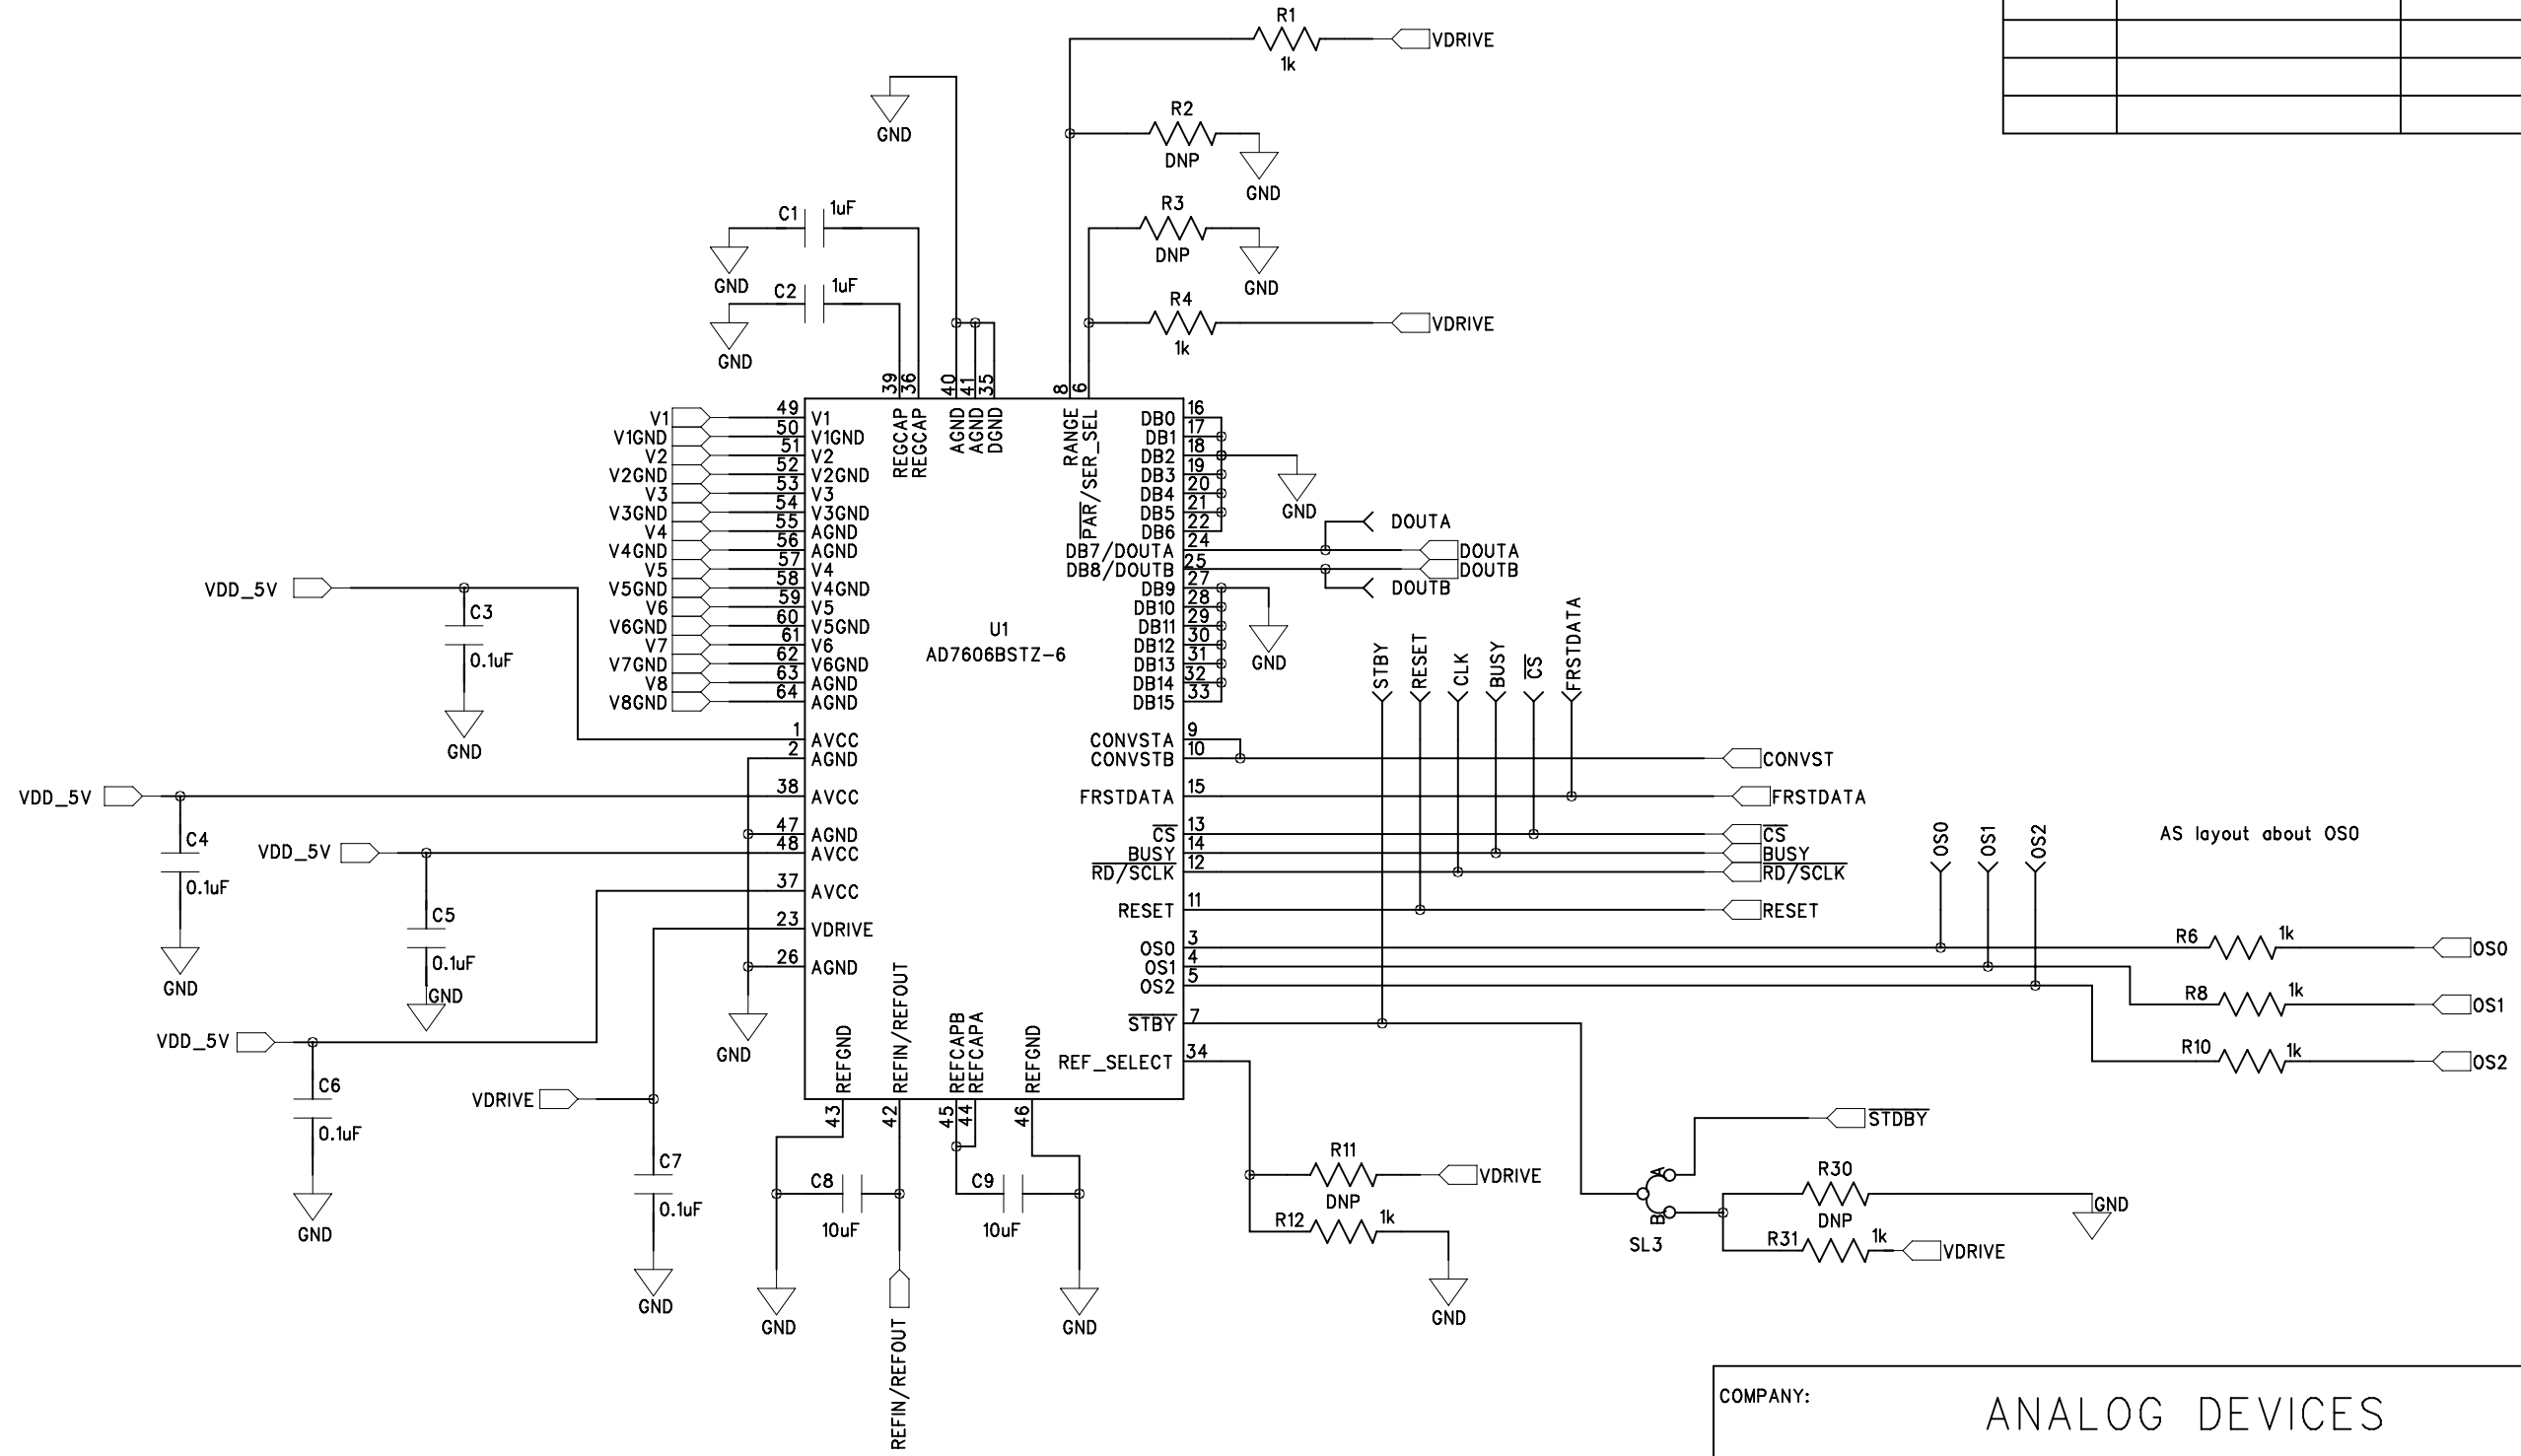 R1
VDRIVE
1k
GND
R2
DNP
GND
R3
DNP
GND
C1 1uF
GND
C2 1uF
GND
R4
VDRIVE
1k
39 36 40 41 35 8 6
REGCAP REGCAP AGND AGND DGND RANGE PAR/SER_SEL
V1 49 V1
V1GND 50 V1GND
V2 51 V2
V2GND 52 V2GND
V3 53 V3
V3GND 54 V3GND
V4 55 AGND
V4GND 56 AGND
V5 57 V4
V5GND 58 V4GND
V6 59 V5
V6GND 60 V5GND
V7 61 V6
V7GND 62 V6GND
V8 63 AGND
V8GND 64 AGND
DB0 16
DB1 17
DB2 18
DB3 19
DB4 20
DB5 21
DB6 22
GND
DOUTA
DB7/DOUTA 24 DOUTA
DB8/DOUTB 25 DOUTB
DOUTB
DB9 27
DB10 28
DB11 29
DB12 30
DB13 31
DB14 32
DB15 33
GND
U1
AD7606BSTZ-6
VDD_5V
C3
0.1uF
GND
STBY RESET CLK BUSY CS FRSTDATA
1 AVCC
2 AGND
CONVSTA 9
CONVSTB 10 CONVST
VDD_5V 38 AVCC
FRSTDATA 15 FRSTDATA
C4
0.1uF
GND
47 AGND
VDD_5V 48 AVCC
CS 13 CS
BUSY 14 BUSY
RD/SCLK 12 RD/SCLK
OS0 OS1 OS2
AS layout about OS0
37 AVCC
C5
0.1uF
GND
RESET 11 RESET
23 VDRIVE
26 AGND
GND
OS0 3 R6 1k OS0
OS1 4 R8 1k OS1
OS2 5 R10 1k OS2
STBY 7
REF_SELECT 34
VDD_5V
C6
0.1uF
GND
VDRIVE
C7
0.1uF
GND
REFGND REFIN/REFOUT REFCAPB REFCAPA REFGND
43 42 45 44 46
C8
10uF
GND
C9
10uF
GND
REFIN/REFOUT
R11
DNP
VDRIVE
R12 1k
GND
STDBY
A
B
SL3
R30
DNP
GND
R31 1k
VDRIVE
COMPANY:
ANALOG DEVICES